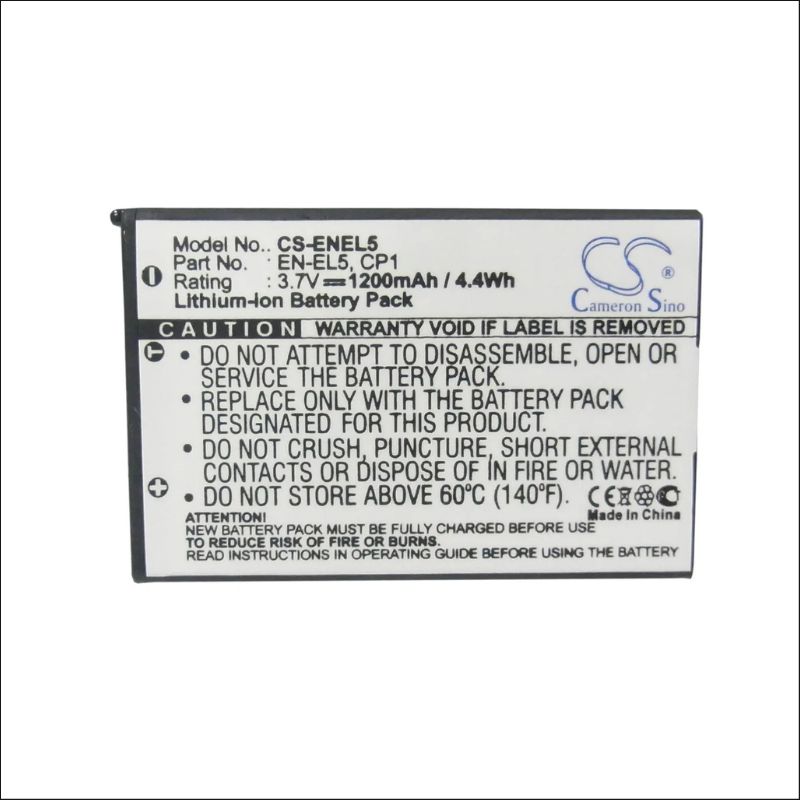 Model No.: CS-ENEL5
Part No. : EN-EL5, CP1
Rating : 3.7V 1200mAh / 4.4Wh
Lithium-Ion Battery Pack
CS
®
Cameron Sino
CAUTION WARRANTY VOID IF LABEL IS REMOVED
• DO NOT ATTEMPT TO DISASSEMBLE, OPEN OR
SERVICE THE BATTERY PACK.
• REPLACE ONLY WITH THE BATTERY PACK
DESIGNATED FOR THIS PRODUCT.
• DO NOT CRUSH, PUNCTURE, SHORT EXTERNAL
CONTACTS OR DISPOSE OF IN FIRE OR WATER.
• DO NOT STORE ABOVE 60°C (140°F).
CE
Made In China
ATTENTION!
NEW BATTERY PACK MUST BE FULLY CHARGED BEFORE USE
TO REDUCE RISK OF FIRE OR BURNS.
READ INSTRUCTIONS IN OPERATING GUIDE BEFORE USING THE BATTERY